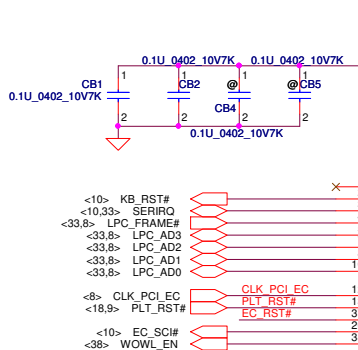 0.1U_0402_10V7K 0.1U_0402_10V7K
1 1 1 1
CB1 CB2 @ @ CB5
0.1U_0402_10V7K
CB4
2 2 2 2
0.1U_0402_10V7K
<10> KB_RST#
<10,33> SERIRQ
<33,8> LPC_FRAME#
<33,8> LPC_AD3
<33,8> LPC_AD2
<33,8> LPC_AD1
<33,8> LPC_AD0 1
<8> CLK_PCI_EC CLK_PCI_EC 1
<18,9> PLT_RST# PLT_RST# 1
EC_RST# 3
<10> EC_SCI# 2
<38> WOWL_EN 3